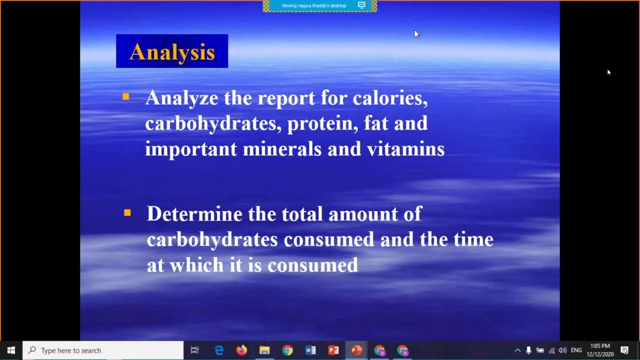 Viewing nagwa khattab's desktop
Analysis
Analyze the report for calories,
carbohydrates, protein, fat and
important minerals and vitamins
Determine the total amount of
carbohydrates consumed and the time
at which it is consumed
Type here to search
ENG
1:05 PM
12/12/2020